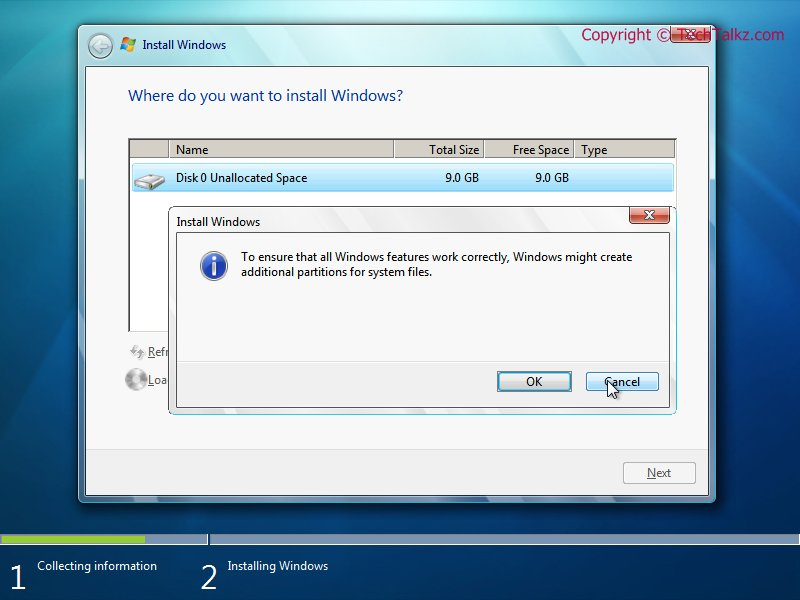 Copyright © TechTalkz.com
Install Windows
Where do you want to install Windows?
Name Total Size Free Space Type
Disk 0 Unallocated Space 9.0 GB 9.0 GB
Install Windows
To ensure that all Windows features work correctly, Windows might create
additional partitions for system files.
Refr
Loa
OK Cancel
Next
1 Collecting information 2 Installing Windows